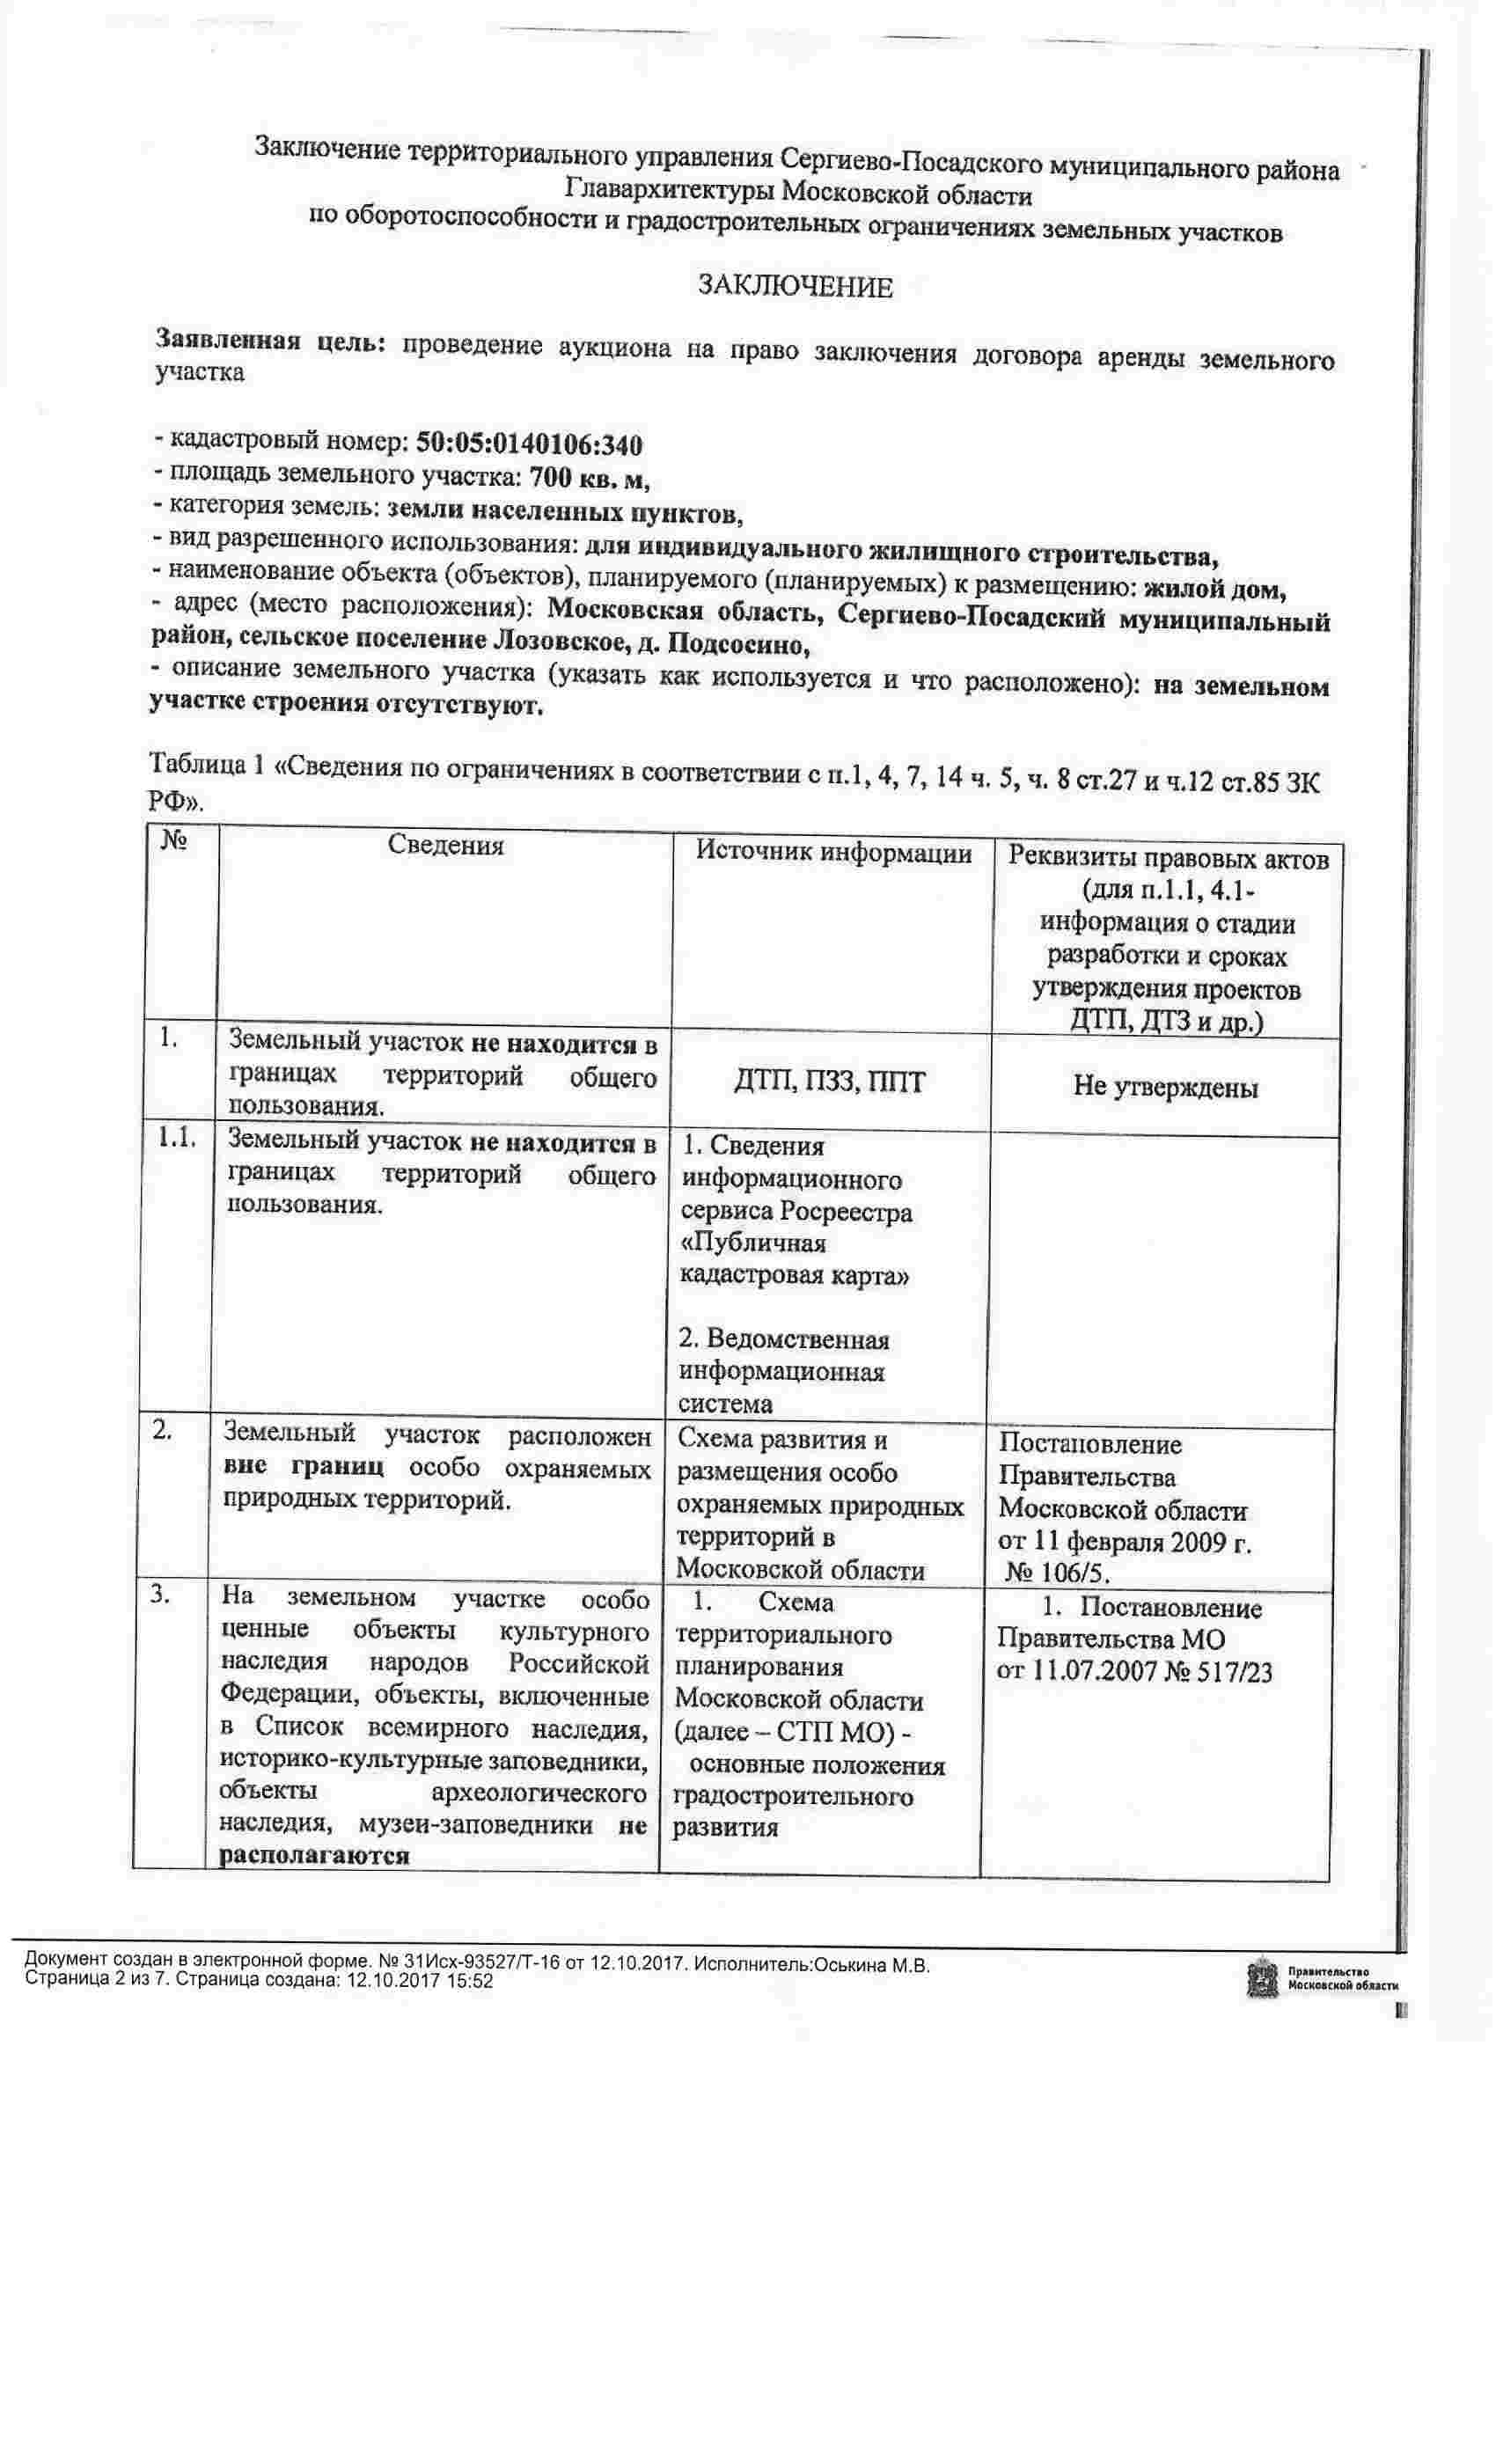 Заключение территориального управления Сергиево-Посадского муниципального района
Главархитектуры Московской области
по оборотоспособности и градостроительных ограничениях земельных участков
ЗАКЛЮЧЕНИЕ
Заявленная цель: проведение аукциона на право заключения договора аренды земельного
участка
- кадастровый номер: 50:05:0140106:340
- площадь земельного участка: 700 кв. м,
- категория земель: земли населенных пунктов,
- вид разрешенного использования: для индивидуального жилищного строительства,
- наименование объекта (объектов), планируемого (планируемых) к размещению: жилой дом,
- адрес (место расположения): Московская область, Сергиево-Посадский муниципальный
район, сельское поселение Лозовское, д. Подсосино,
- описание земельного участка (указать как используется и что расположено): на земельном
участке строения отсутствуют.
Таблица 1 «Сведения по ограничениях в соответствии с п.1, 4, 7, 14 ч. 5, ч. 8 ст.27 и ч.12 ст.85 ЗК
РФ».
№
Сведения
Источник информации
Реквизиты правовых актов
(для п.1.1, 4.1-
информация о стадии
разработки и сроках
утверждения проектов
ДТП, ДТЗ и др.)
1.
Земельный участок не находится в
границах территорий общего
пользования.
ДТП, ПЗЗ, ППТ
Не утверждены
1.1.
Земельный участок не находится в
границах территорий общего
пользования.
1. Сведения
информационного
сервиса Росреестра
«Публичная
кадастровая карта»
2. Ведомственная
информационная
система
2.
Земельный участок расположен
вне границ особо охраняемых
природных территорий.
Схема развития и
размещения особо
охраняемых природных
территорий в
Московской области
Постановление
Правительства
Московской области
от 11 февраля 2009 г.
№ 106/5.
3.
На земельном участке особо
ценные объекты культурного
наследия народов Российской
Федерации, объекты, включенные
в Список всемирного наследия,
историко-культурные заповедники,
объекты археологического
наследия, музеи-заповедники не
располагаются
1. Схема
территориального
планирования
Московской области
(далее – СТП МО) -
основные положения
градостроительного
развития
1. Постановление
Правительства МО
от 11.07.2007 № 517/23
Документ создан в электронной форме. № 31Исх-93527/Т-16 от 12.10.2017. Исполнитель:Оськина М.В.
Страница 2 из 7. Страница создана: 12.10.2017 15:52
Правительство
Московской области